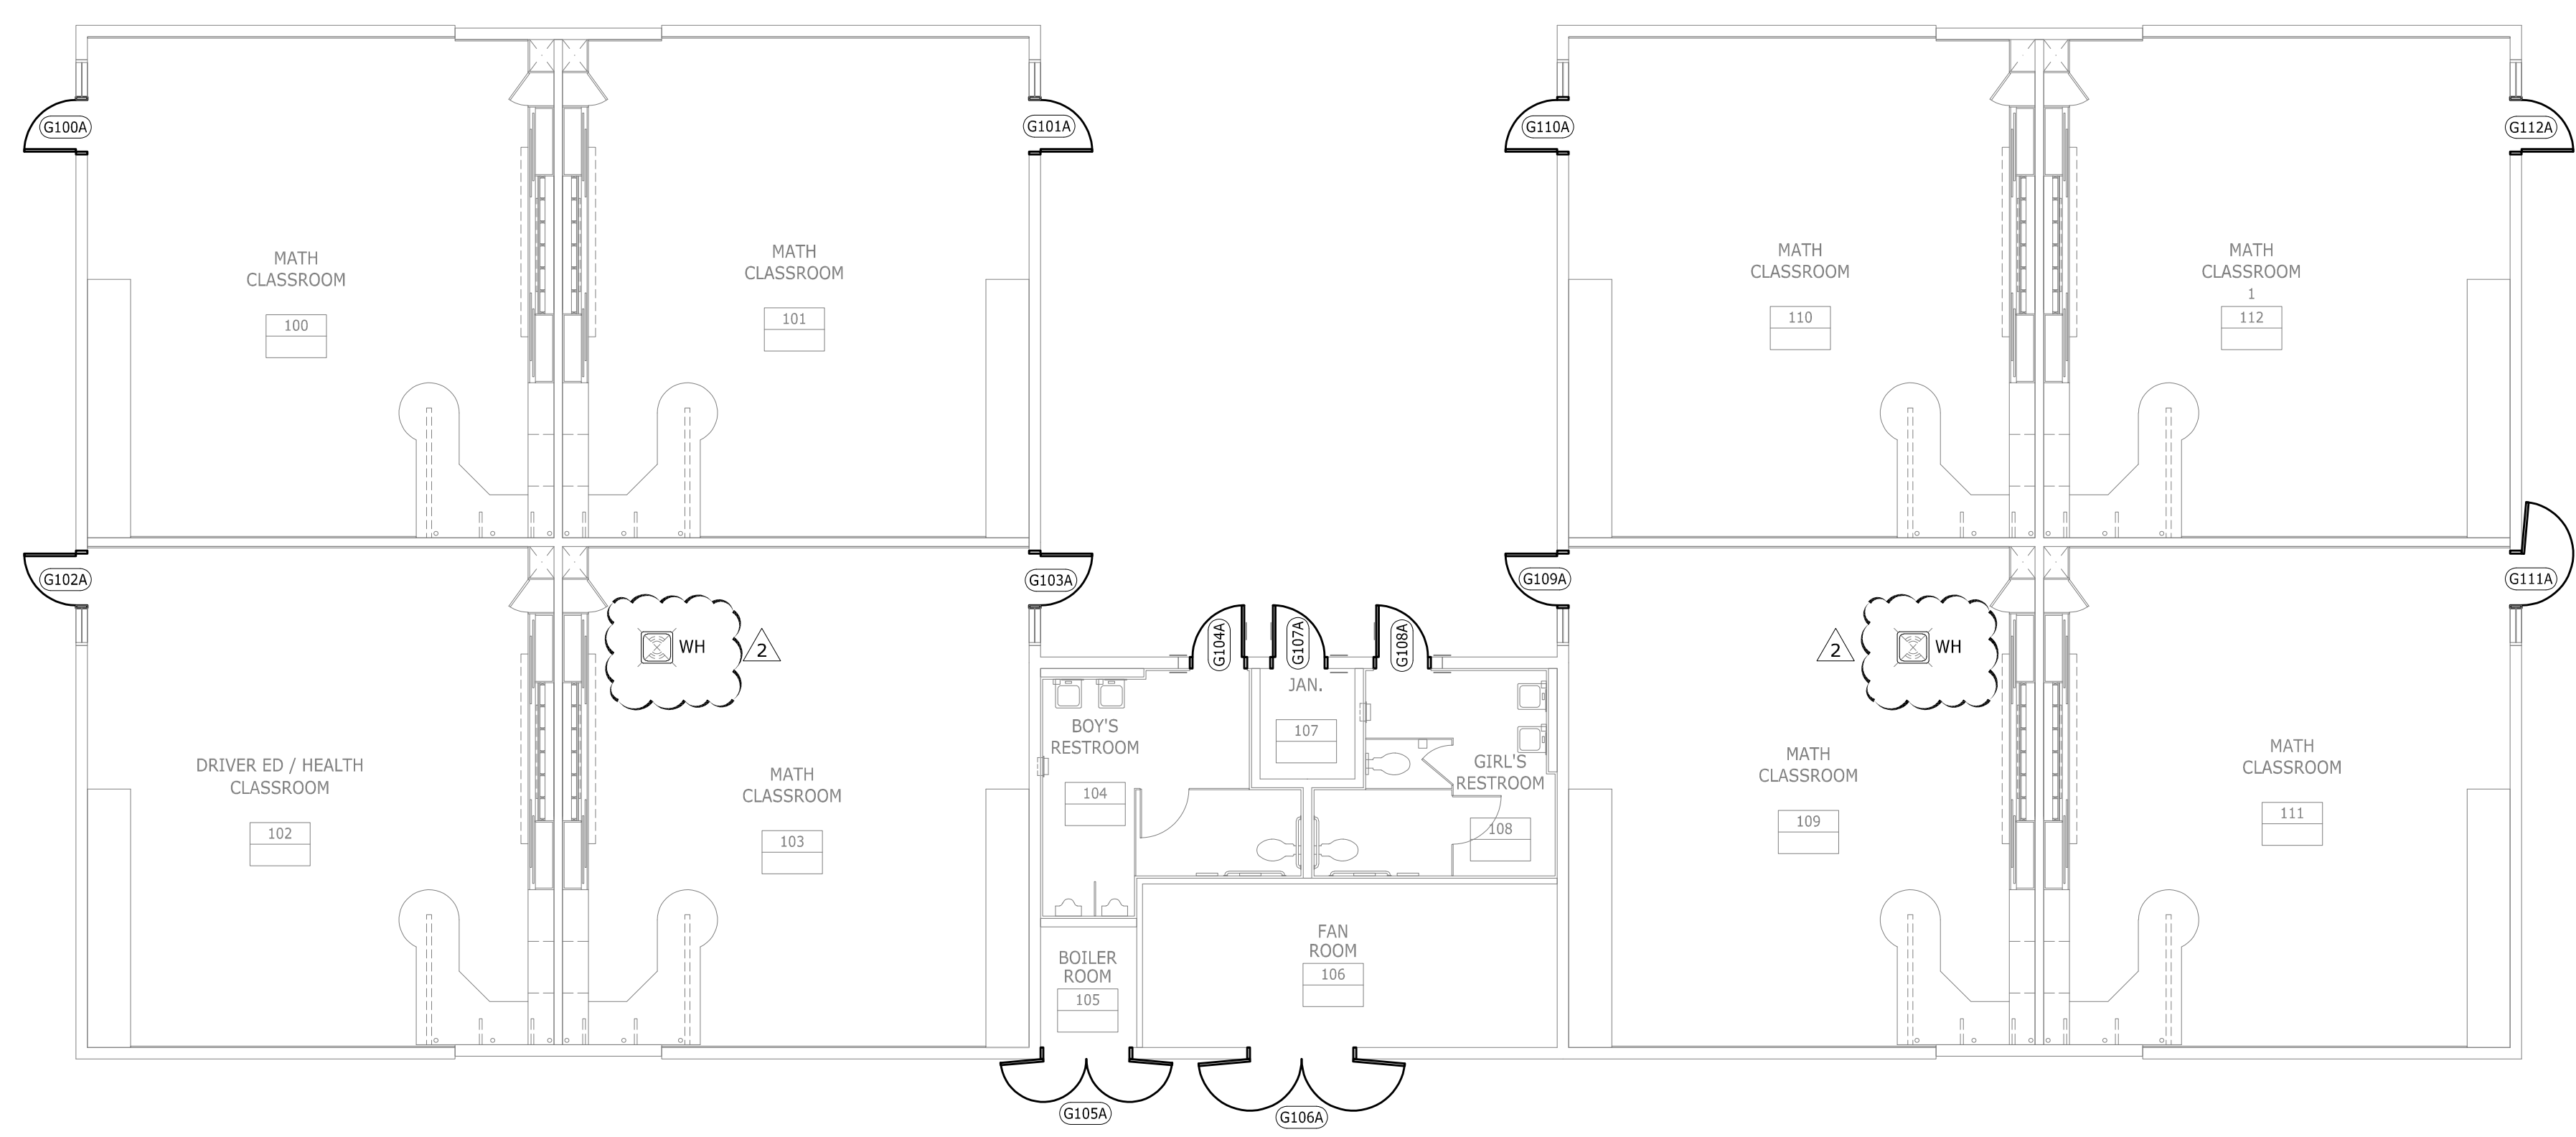 G100A
G101A
G110A
G112A
MATH
CLASSROOM
100
MATH
CLASSROOM
101
MATH
CLASSROOM
110
MATH
CLASSROOM
1
112
G102A
G103A
G109A
G111A
G104A
G107A
G108A
WH
2
2
WH
JAN.
107
BOY'S
RESTROOM
104
GIRL'S
RESTROOM
108
DRIVER ED / HEALTH
CLASSROOM
102
MATH
CLASSROOM
103
MATH
CLASSROOM
109
MATH
CLASSROOM
111
BOILER
ROOM
105
FAN
ROOM
106
G105A
G106A